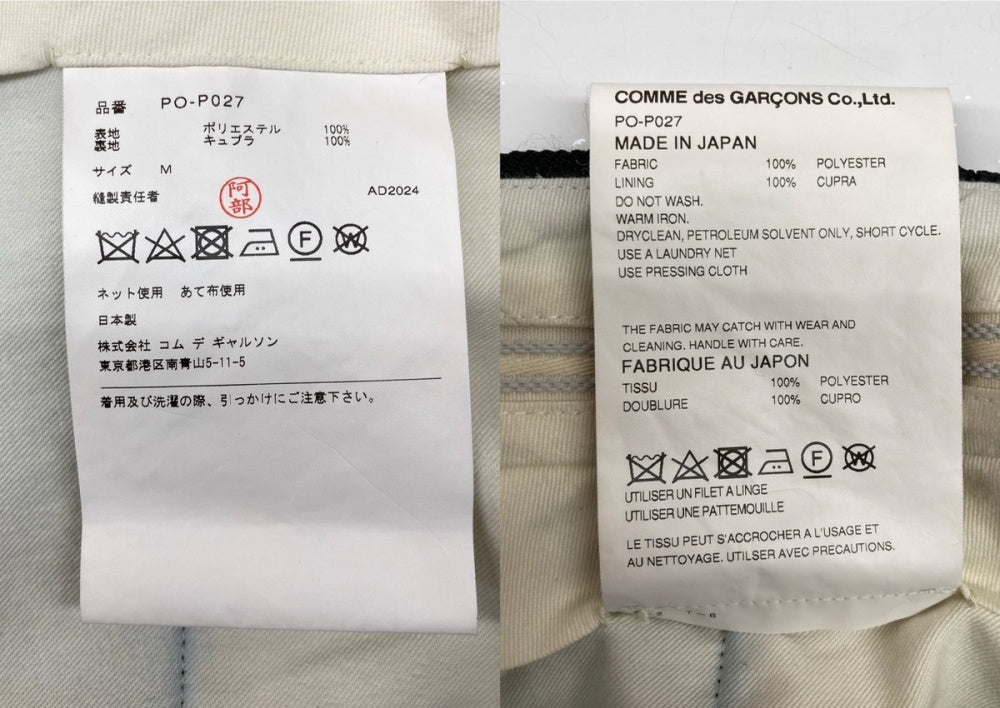 品番 PO-P027
表地 ポリエステル 100%
裏地 キュプラ 100%
サイズ M
縫製責任者 阿部 AD2024
F W
ネット使用 あて布使用
日本製
株式会社 コム デ ギャルソン
東京都港区南青山5-11-5
着用及び洗濯の際、引っかけにご注意下さい。
COMME des GARÇONS Co.,Ltd.
PO-P027
MADE IN JAPAN
FABRIC 100% POLYESTER
LINING 100% CUPRA
DO NOT WASH.
WARM IRON.
DRYCLEAN, PETROLEUM SOLVENT ONLY, SHORT CYCLE.
USE A LAUNDRY NET
USE PRESSING CLOTH
THE FABRIC MAY CATCH WITH WEAR AND
CLEANING. HANDLE WITH CARE.
FABRIQUE AU JAPON
TISSU 100% POLYESTER
DOUBLURE 100% CUPRO
F W
UTILISER UN FILET A LINGE
UTILISER UNE PATTEMOUILLE
LE TISSU PEUT S'ACCROCHER A L'USAGE ET
AU NETTOYAGE. UTILSER AVEC PRECAUTIONS.